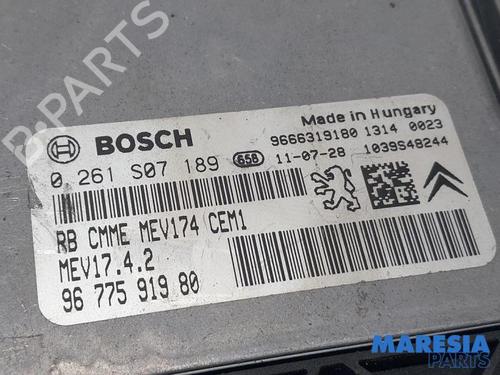 B-PARTS
BOSCH
Made in Hungary
9666319180 1314 0023
0 261 S07 189 658 11-07-28 1039S48244
RB CMME MEV174 CEM1
MEV17.4.2
96 775 919 80
MARESIA
PARTS